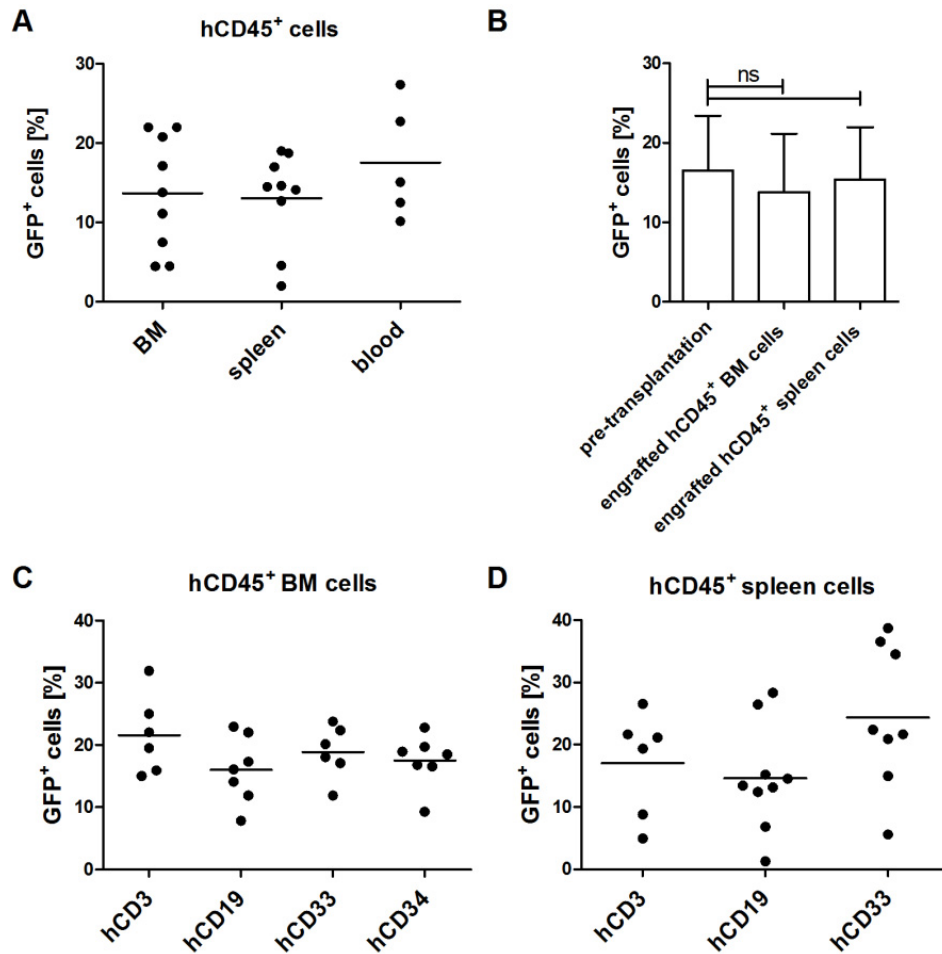 A
hCD45⁺ cells
GFP⁺ cells [%]
30
20
10
0
BM
spleen
blood
B
ns
GFP⁺ cells [%]
30
20
10
0
pre-transplantation
engrafted hCD45⁺ BM cells
engrafted hCD45⁺ spleen cells
C
hCD45⁺ BM cells
GFP⁺ cells [%]
40
30
20
10
0
hCD3
hCD19
hCD33
hCD34
D
hCD45⁺ spleen cells
GFP⁺ cells [%]
40
30
20
10
0
hCD3
hCD19
hCD33